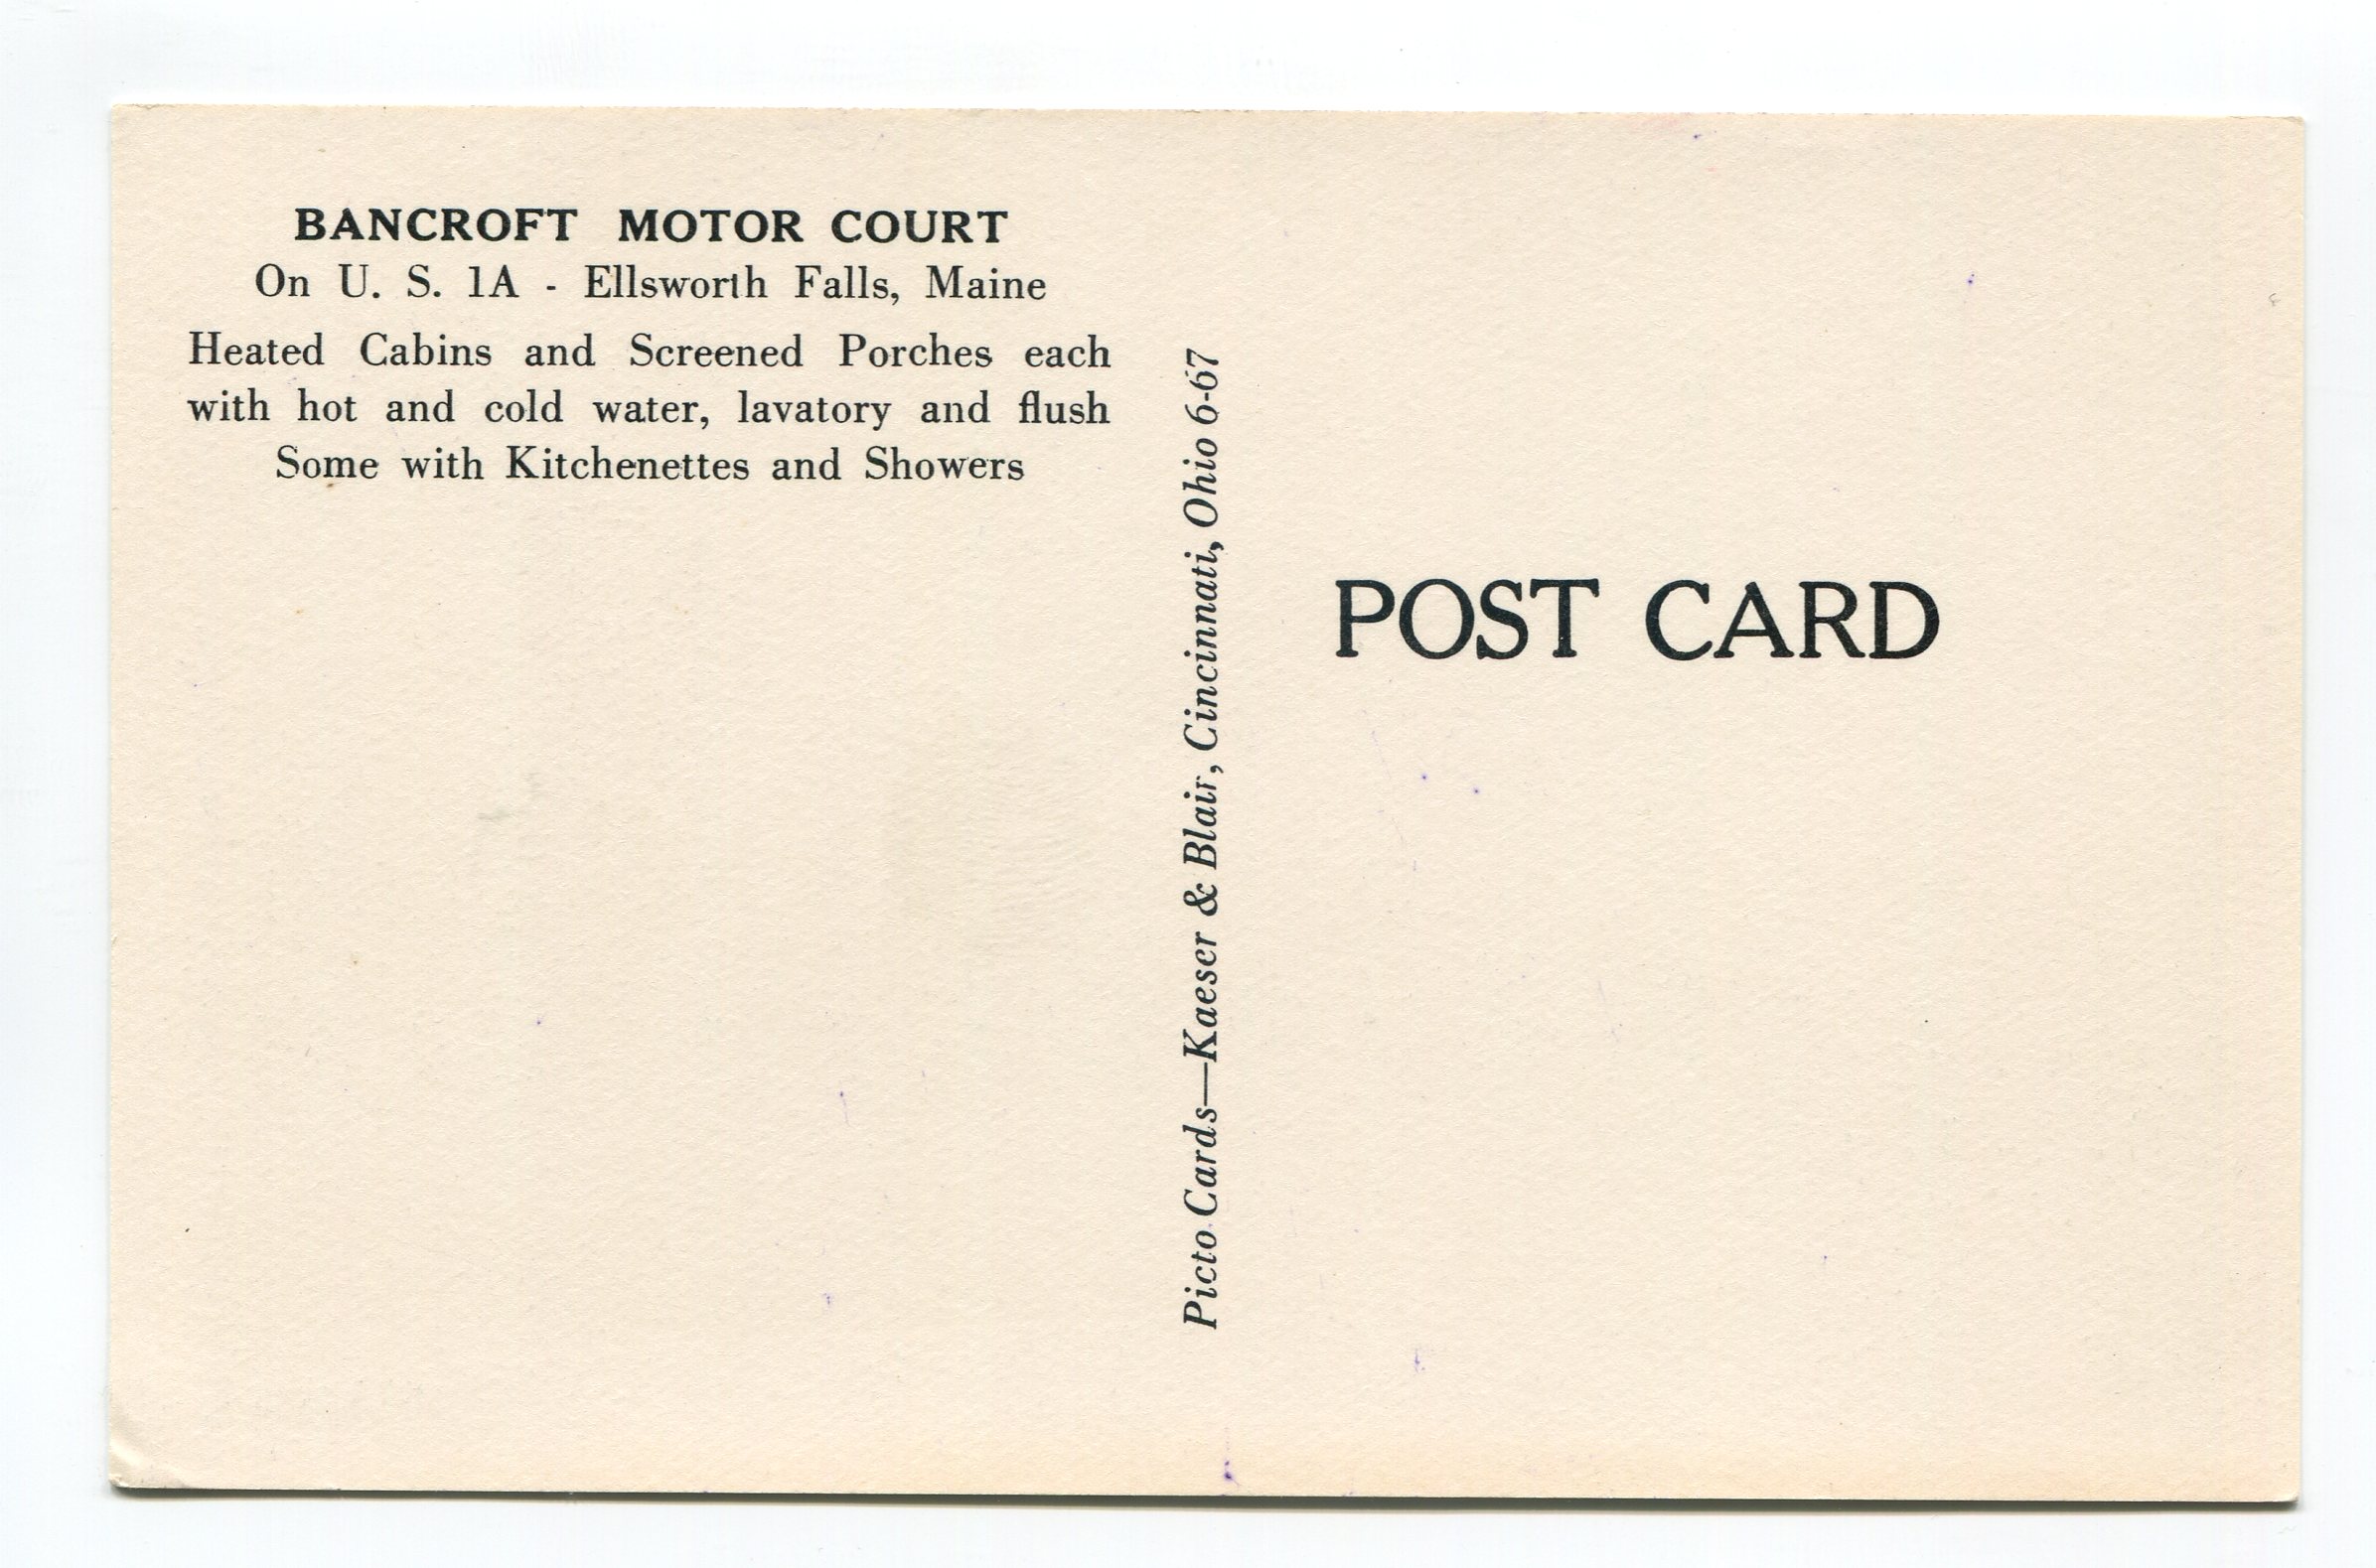 BANCROFT MOTOR COURT
On U. S. 1A - Ellsworth Falls, Maine
Heated Cabins and Screened Porches each
with hot and cold water, lavatory and flush
Some with Kitchenettes and Showers
Picto Cards—Kaeser & Blair, Cincinnati, Ohio 6-67
POST CARD